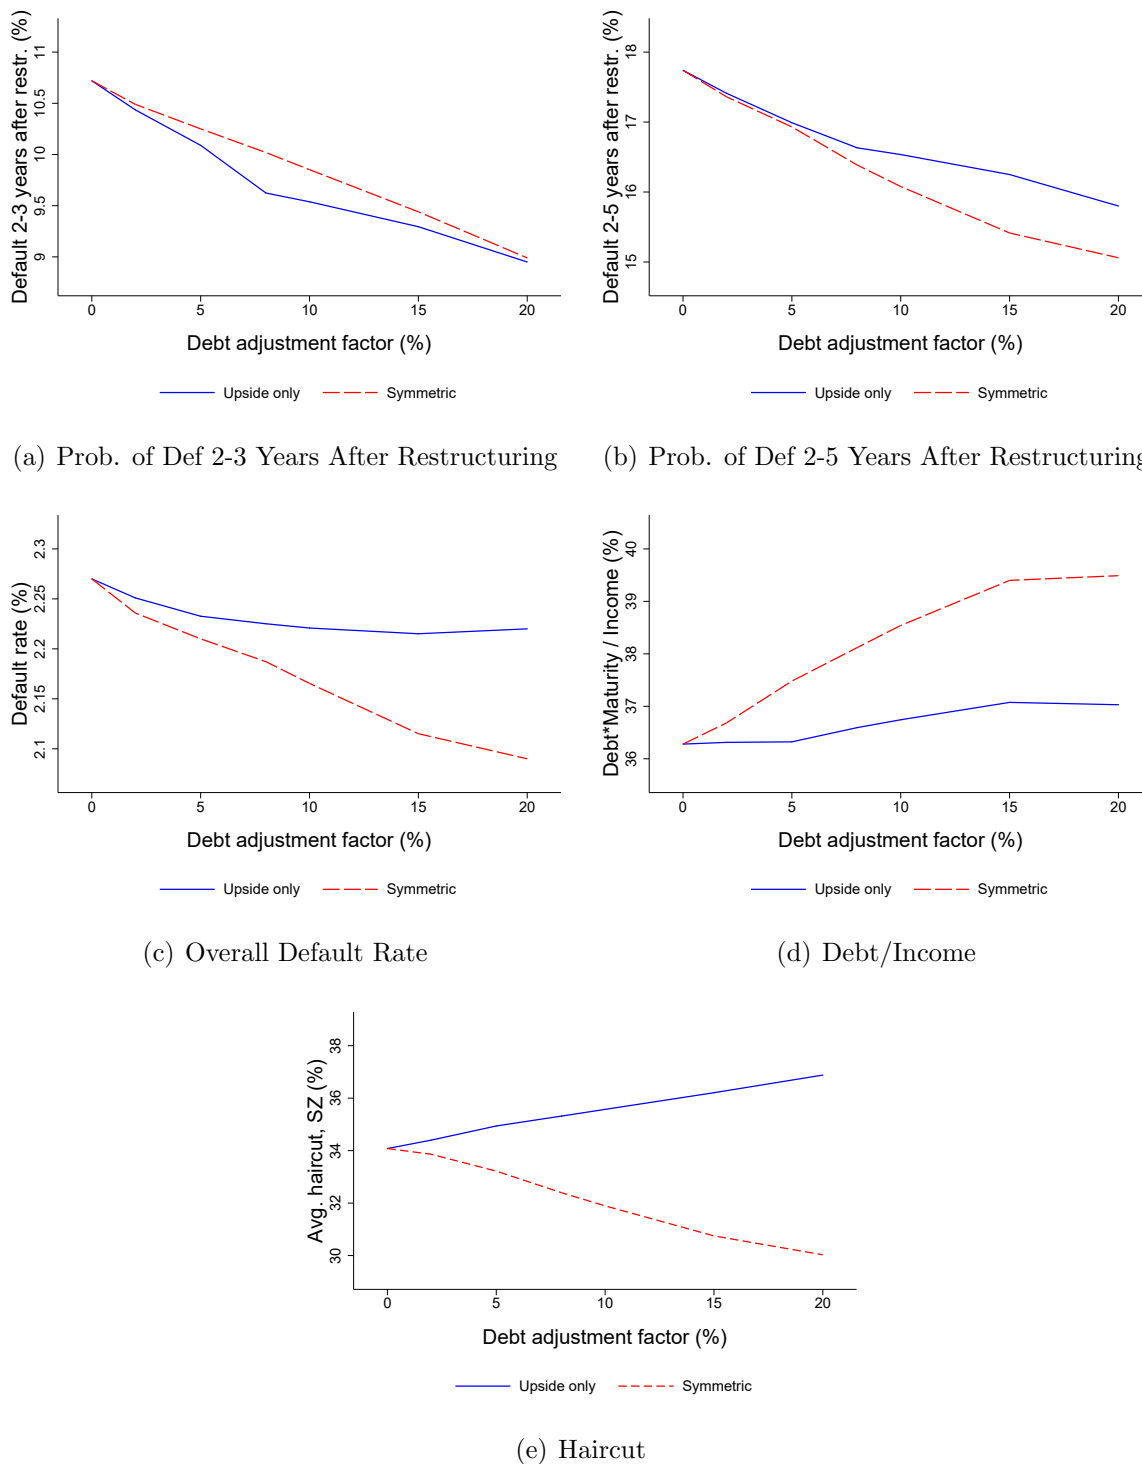 Default 2-3 years after restr. (%)
11
10.5
10
9.5
9
0 5 10 15 20
Debt adjustment factor (%)
Upside only Symmetric
(a) Prob. of Def 2-3 Years After Restructuring
Default 2-5 years after restr. (%)
18
17
16
15
0 5 10 15 20
Debt adjustment factor (%)
Upside only Symmetric
(b) Prob. of Def 2-5 Years After Restructuring
Default rate (%)
2.3
2.25
2.2
2.15
2.1
0 5 10 15 20
Debt adjustment factor (%)
Upside only Symmetric
(c) Overall Default Rate
Debt*Maturity / Income (%)
40
39
38
37
36
0 5 10 15 20
Debt adjustment factor (%)
Upside only Symmetric
(d) Debt/Income
Avg. haircut, SZ (%)
38
36
34
32
30
0 5 10 15 20
Debt adjustment factor (%)
Upside only Symmetric
(e) Haircut